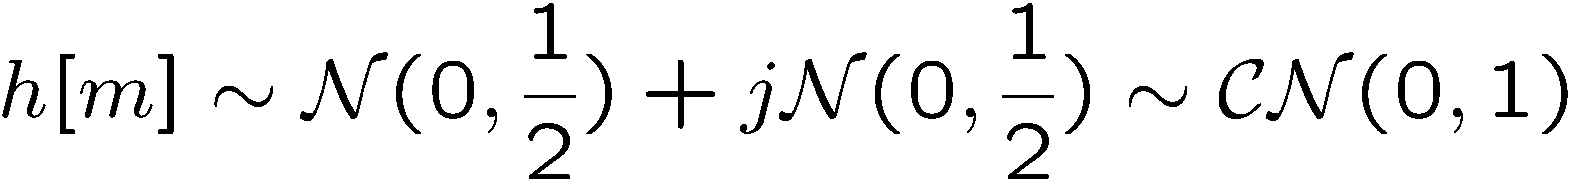 h[m] ∼ 𝒩(0, 1/2) + j𝒩(0, 1/2) ∼ 𝒞𝒩(0, 1)